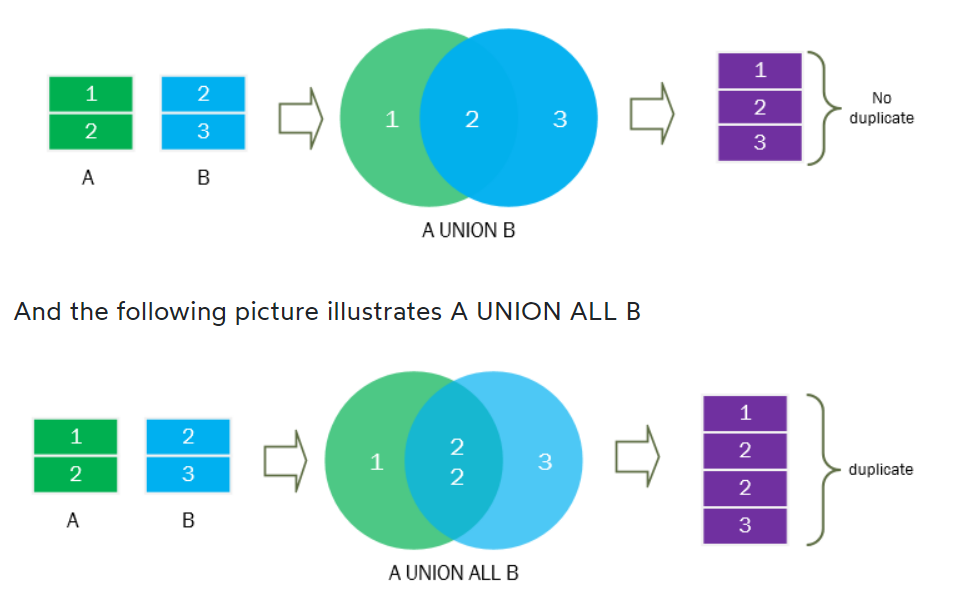 1 2 1
2 3 1 2 3 2
3
No
duplicate
A B
A UNION B
And the following picture illustrates A UNION ALL B
1 2 1
2 3 1 2 3 2
2 2
3
duplicate
A B
A UNION ALL B